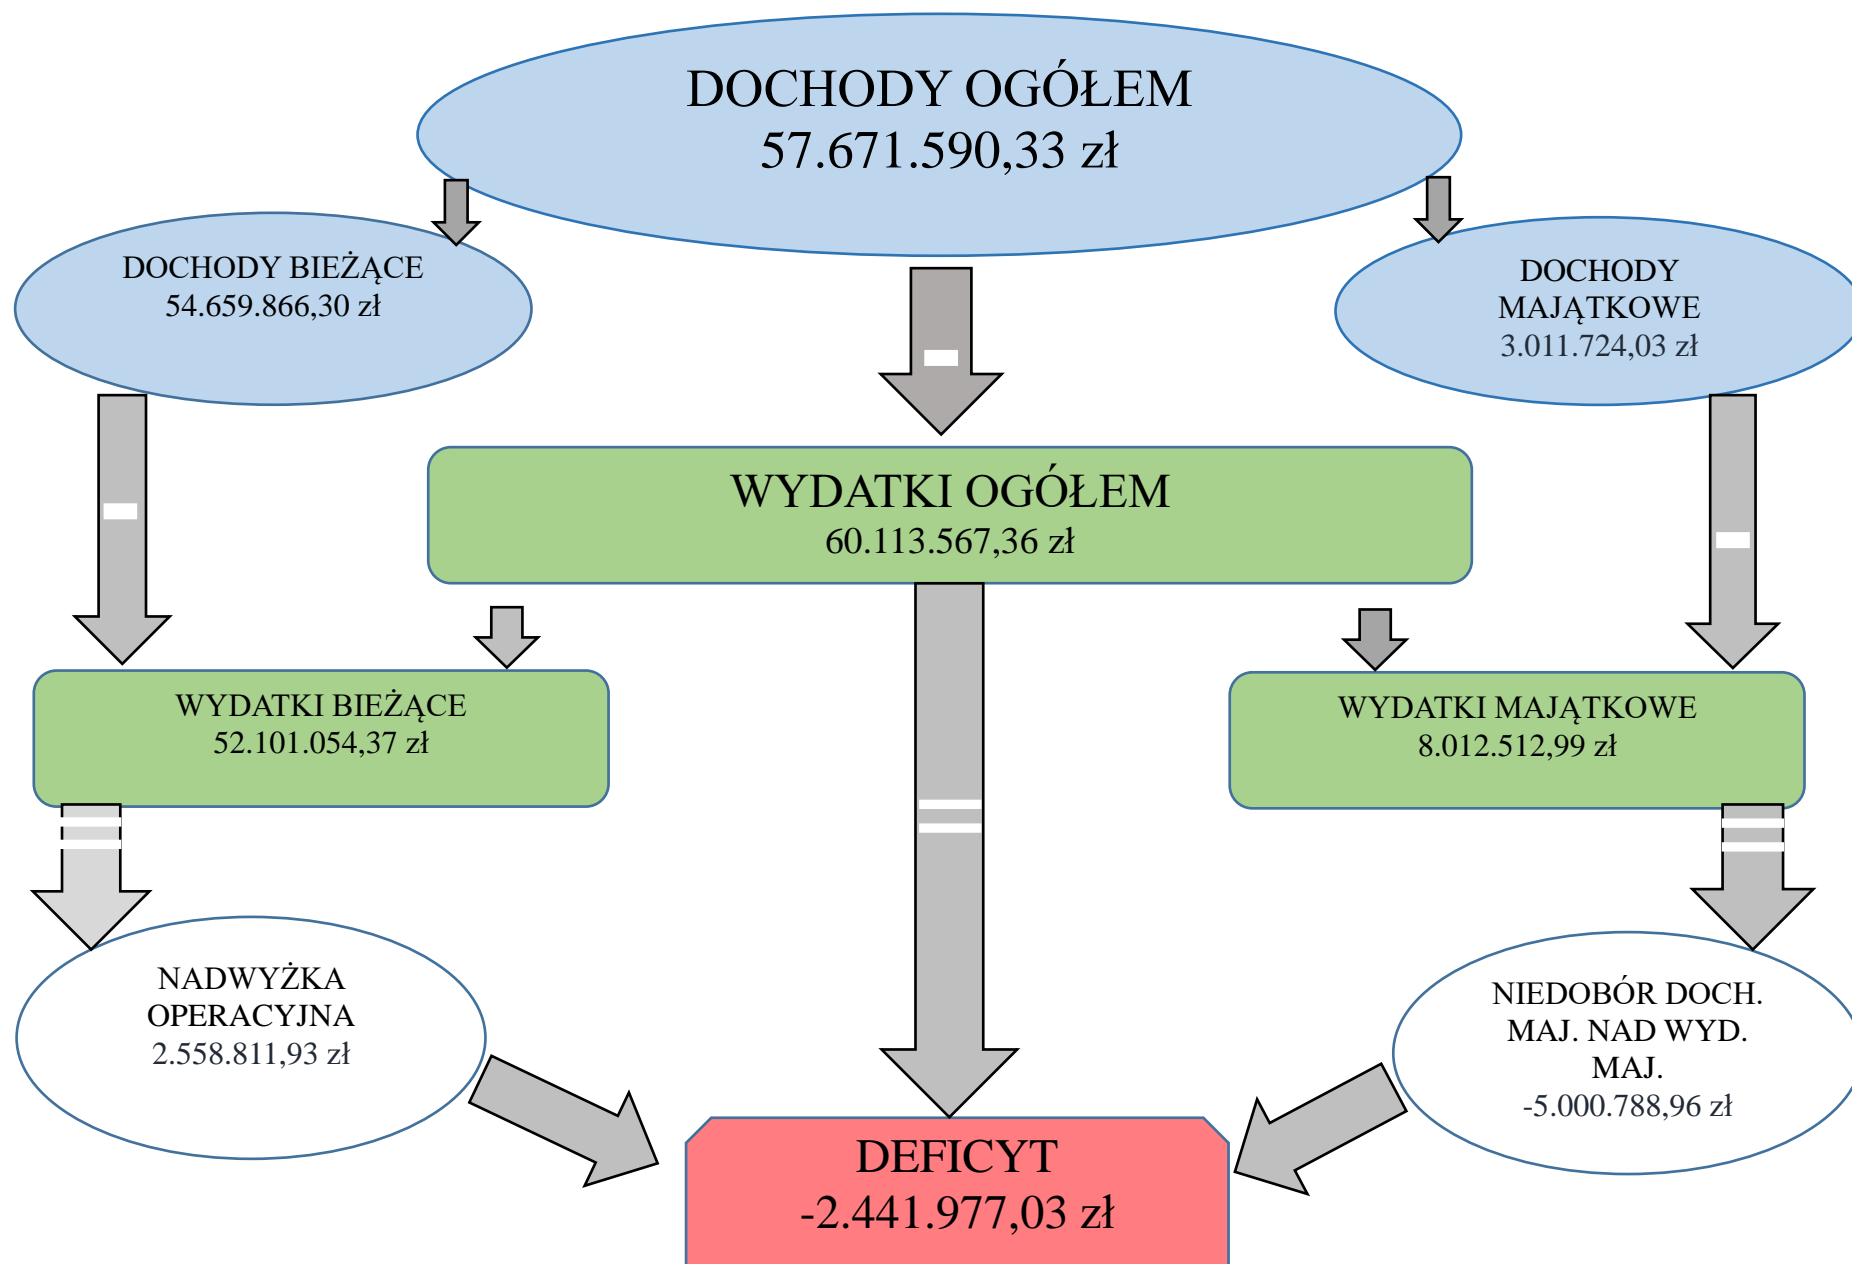 DOCHODY OGÓŁEM
57.671.590,33 zł
DOCHODY BIEŻĄCE
54.659.866,30 zł
DOCHODY
MAJĄTKOWE
3.011.724,03 zł
WYDATKI OGÓŁEM
60.113.567,36 zł
WYDATKI BIEŻĄCE
52.101.054,37 zł
WYDATKI MAJĄTKOWE
8.012.512,99 zł
NADWYŻKA
OPERACYJNA
2.558.811,93 zł
NIEDOBÓR DOCH.
MAJ. NAD WYD.
MAJ.
-5.000.788,96 zł
DEFICYT
-2.441.977,03 zł